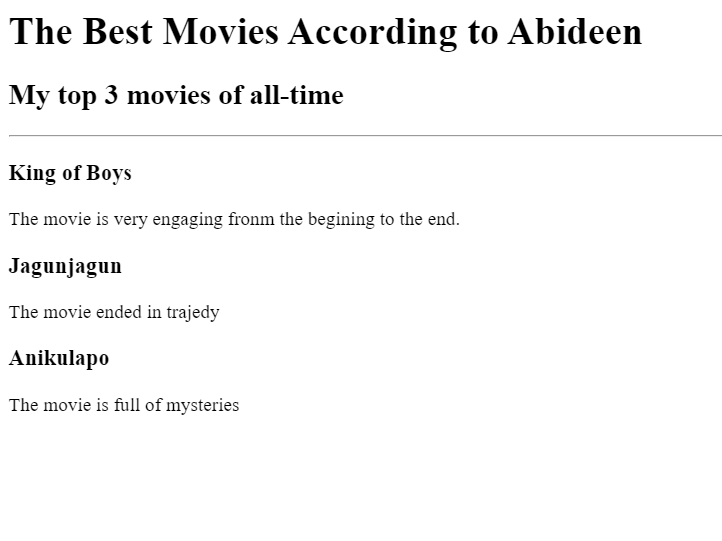 The Best Movies According to Abideen
My top 3 movies of all-time
King of Boys
The movie is very engaging fronm the begining to the end.
Jagunjagun
The movie ended in trajedy
Anikulapo
The movie is full of mysteries